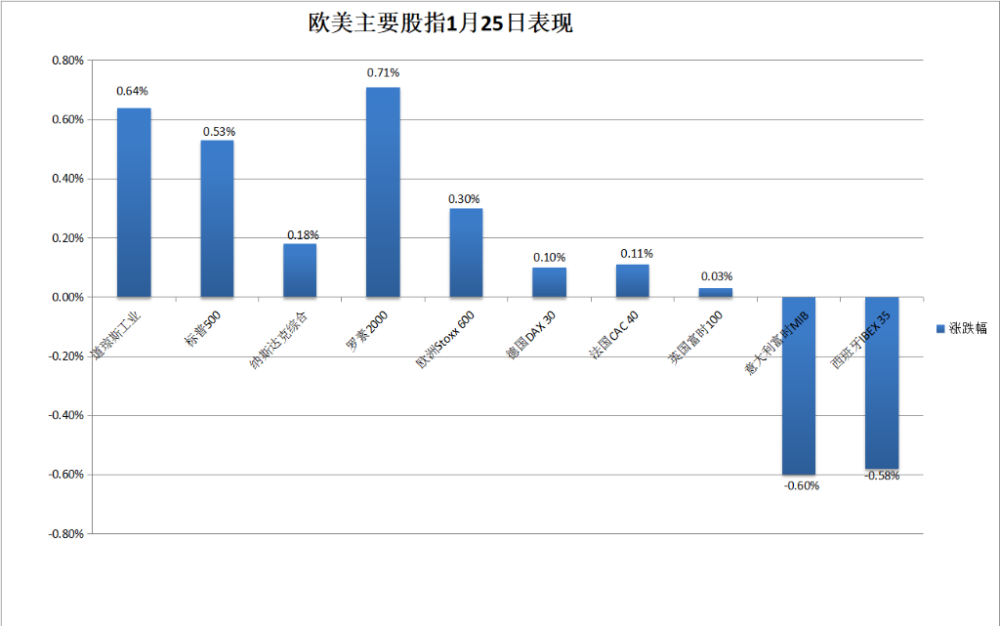 欧美主要股指1月25日表现
0.80%
0.60%
0.40%
0.20%
0.00%
-0.20%
-0.40%
-0.60%
-0.80%
0.64%
0.53%
0.18%
0.71%
0.30%
0.10%
0.11%
0.03%
-0.60%
-0.58%
道琼斯工业
标普500
纳斯达克综合
罗素2000
欧洲Stoxx 600
德国DAX 30
法国CAC 40
英国富时100
意大利富时MIB
西班牙IBEX 35
涨跌幅